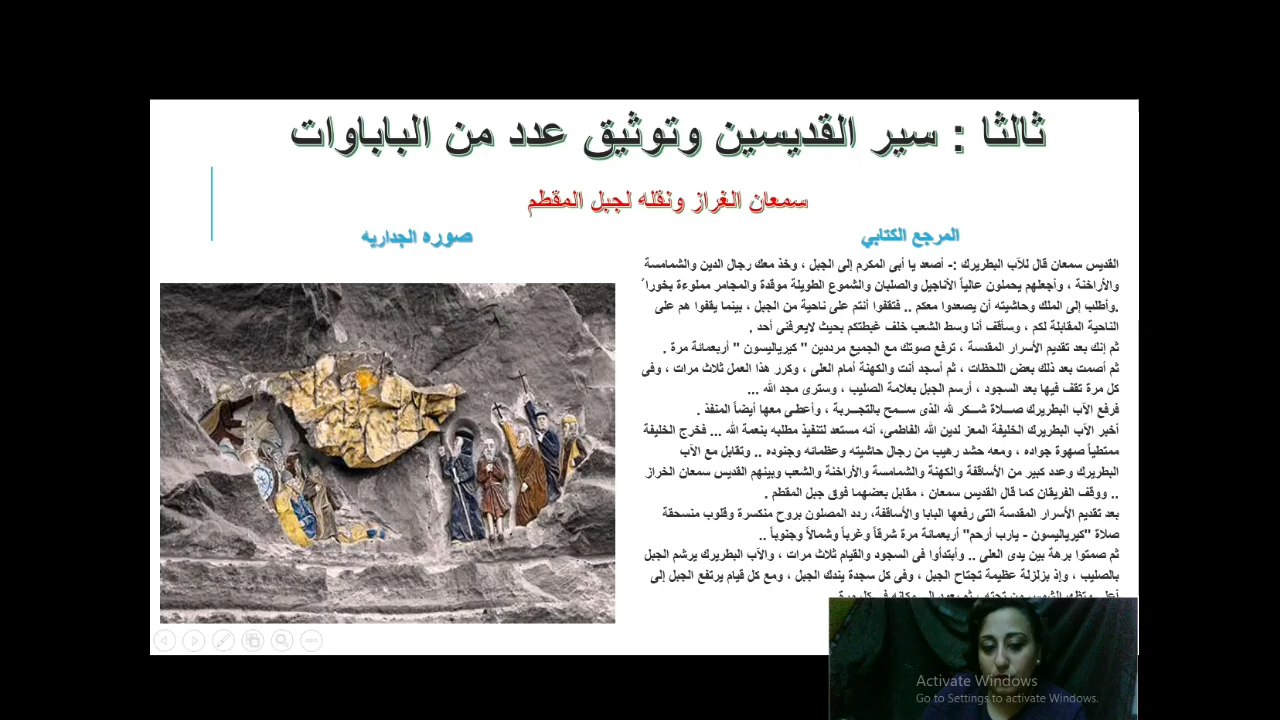 ثالثا : سير القديسين وتوثيق عدد من الباباوات
سمعان الغراز ونقله لجبل المقطم
المرجع الكتابي
صوره الجداريه
القديس سمعان قال للآب البطريرك :- أصعد يا أبى المكرم إلى الجبل ، وخذ معك رجال الدين والشمامسة
والأراخنة ، وأجعلهم يحملون عالياً الأناجيل والصلبان والشموع الطويلة موقدة والمجامر مملوءة بخوراً
.وأطلب إلى الملك وحاشيته أن يصعدوا معكم .. فتقفوا أنتم على ناحية من الجبل ، بينما يقفوا هم على
الناحية المقابلة لكم ، وسأقف أنا وسط الشعب خلف غبطتكم بحيث لايعرفنى أحد .
ثم إنك بعد تقديم الأسرار المقدسة ، ترفع صوتك مع الجميع مرددين " كيرياليسون " أربعمائة مرة .
ثم أصمت بعد ذلك بعض اللحظات ، ثم أسجد أنت والكهنة أمام العلى ، وكرر هذا العمل ثلاث مرات ، وفى
كل مرة تقف فيها بعد السجود ، أرسم الجبل بعلامة الصليب ، وسترى مجد الله ...
فرفع الآب البطريرك صـــلاة شـــكر لله الذى ســـمح بالتجـــربة ، وأعطـى معها أيضاً المنفذ .
أخبر الآب البطريرك الخليفة المعز لدين الله الفاطمى، أنه مستعد لتنفيذ مطلبه بنعمة الله ... فخرج الخليفة
ممتطياً صهوة جواده ، ومعه حشد رهيب من رجال حاشيته وعظمائه وجنوده .. وتقابل مع الآب
البطريرك وعدد كبير من الأساقفة والكهنة والشمامسة والأراخنة والشعب وبينهم القديس سمعان الخراز
.. ووقف الفريقان كما قال القديس سمعان ، مقابل بعضهما فوق جبل المقطم .
بعد تقديم الأسرار المقدسة التى رفعها البابا والأساقفة، ردد المصلون بروح منكسرة وقلوب منسحقة
صلاة "كيرياليسون - يارب أرحم" أربعمائة مرة شرقاً وغرباً وشمالاً وجنوباً ..
ثم صمتوا برهة بين يدى العلى .. وأبتدأوا فى السجود والقيام ثلاث مرات ، والآب البطريرك يرشم الجبل
بالصليب ، وإذ بزلزلة عظيمة تجتاح الجبل ، وفى كل سجدة يندك الجبل ، ومع كل قيام يرتفع الجبل إلى
Activate Windows
Go to Settings to activate Windows.